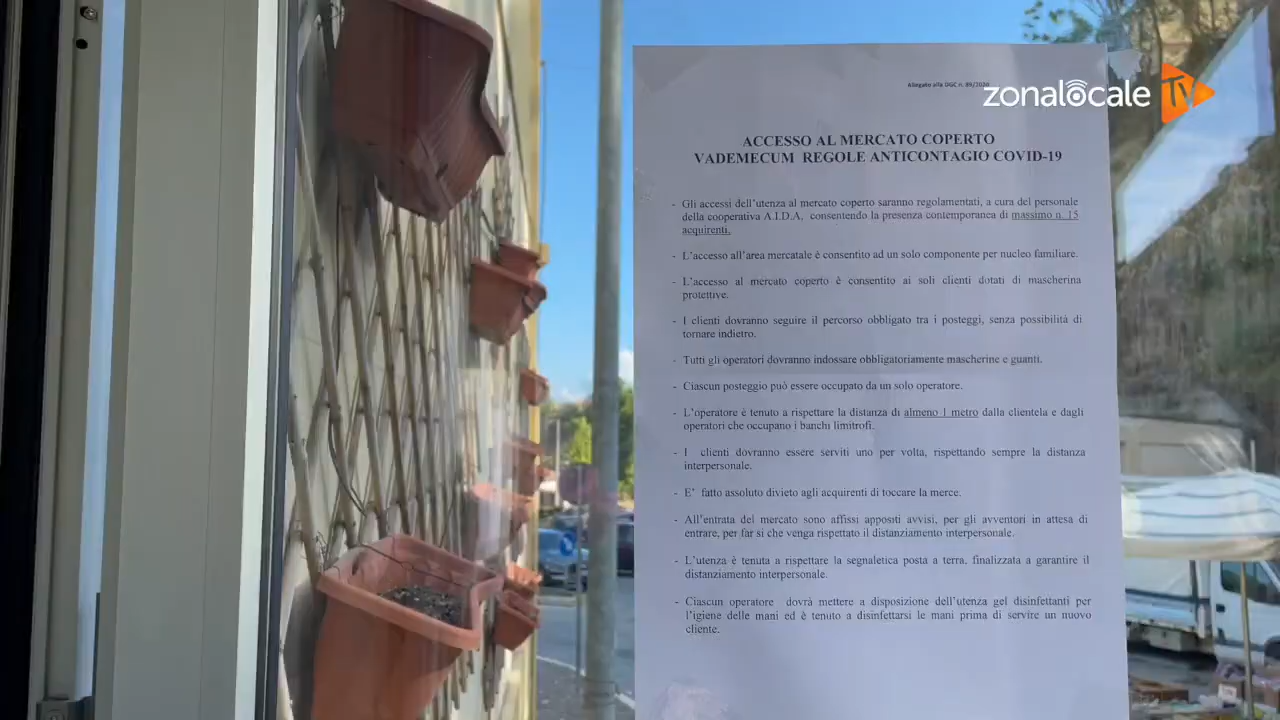 Allegato alla DGC n. 89/2020
zonalocale TV
ACCESSO AL MERCATO COPERTO
VADEMECUM REGOLE ANTICONTAGIO COVID-19
- Gli accessi dell'utenza al mercato coperto saranno regolamentati, a cura del personale
della cooperativa A.I.D.A, consentendo la presenza contemporanea di massimo n. 15
acquirenti.
- L'accesso all'area mercatale è consentito ad un solo componente per nucleo familiare.
- L'accesso al mercato coperto è consentito ai soli clienti dotati di mascherina
protettive.
- I clienti dovranno seguire il percorso obbligato tra i posteggi, senza possibilità di
tornare indietro.
- Tutti gli operatori dovranno indossare obbligatoriamente mascherine e guanti.
- Ciascun posteggio può essere occupato da un solo operatore.
- L'operatore è tenuto a rispettare la distanza di almeno 1 metro dalla clientela e dagli
operatori che occupano i banchi limitrofi.
- I clienti dovranno essere serviti uno per volta, rispettando sempre la distanza
interpersonale.
- E' fatto assoluto divieto agli acquirenti di toccare la merce.
- All'entrata del mercato sono affissi appositi avvisi, per gli avventori in attesa di
entrare, per far si che venga rispettato il distanziamento interpersonale.
- L'utenza è tenuta a rispettare la segnaletica posta a terra, finalizzata a garantire il
distanziamento interpersonale.
- Ciascun operatore dovrà mettere a disposizione dell'utenza gel disinfettanti per
l'igiene delle mani ed è tenuto a disinfettarsi le mani prima di servire un nuovo
cliente.